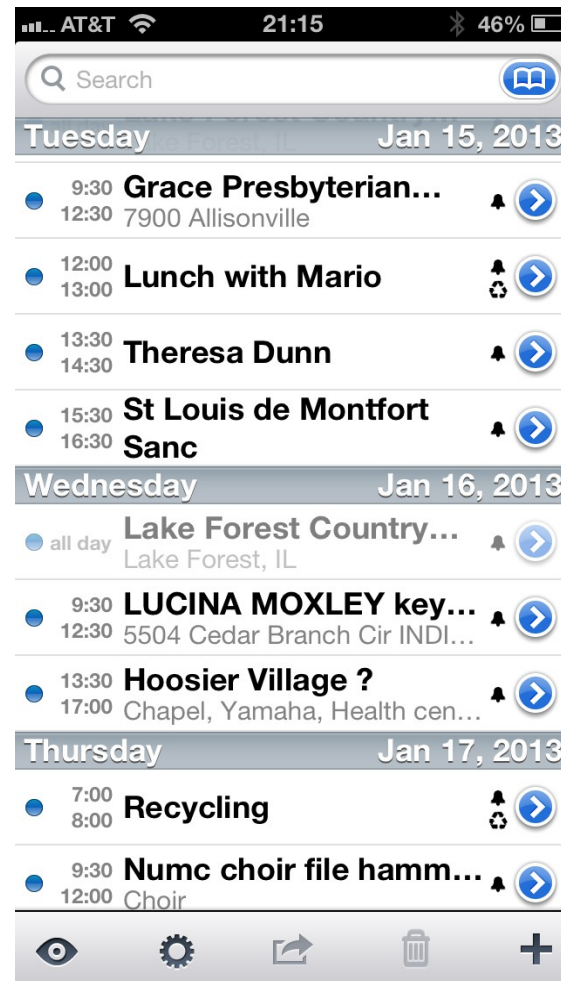 AT&T 21:15 46%
Search
Tuesday Jan 15, 2013
9:30 Grace Presbyterian...
12:30 7900 Allisonville
12:00
13:00
Lunch with Mario
13:30
14:30
Theresa Dunn
15:30
16:30
St Louis de Montfort
Sanc
Wednesday Jan 16, 2013
all day
Lake Forest Country...
Lake Forest, IL
9:30 LUCINA MOXLEY key...
12:30 5504 Cedar Branch Cir INDI...
13:30 Hoosier Village ?
17:00 Chapel, Yamaha, Health cen...
Thursday Jan 17, 2013
7:00
8:00
Recycling
9:30 Numc choir file hamm...
12:00 Choir